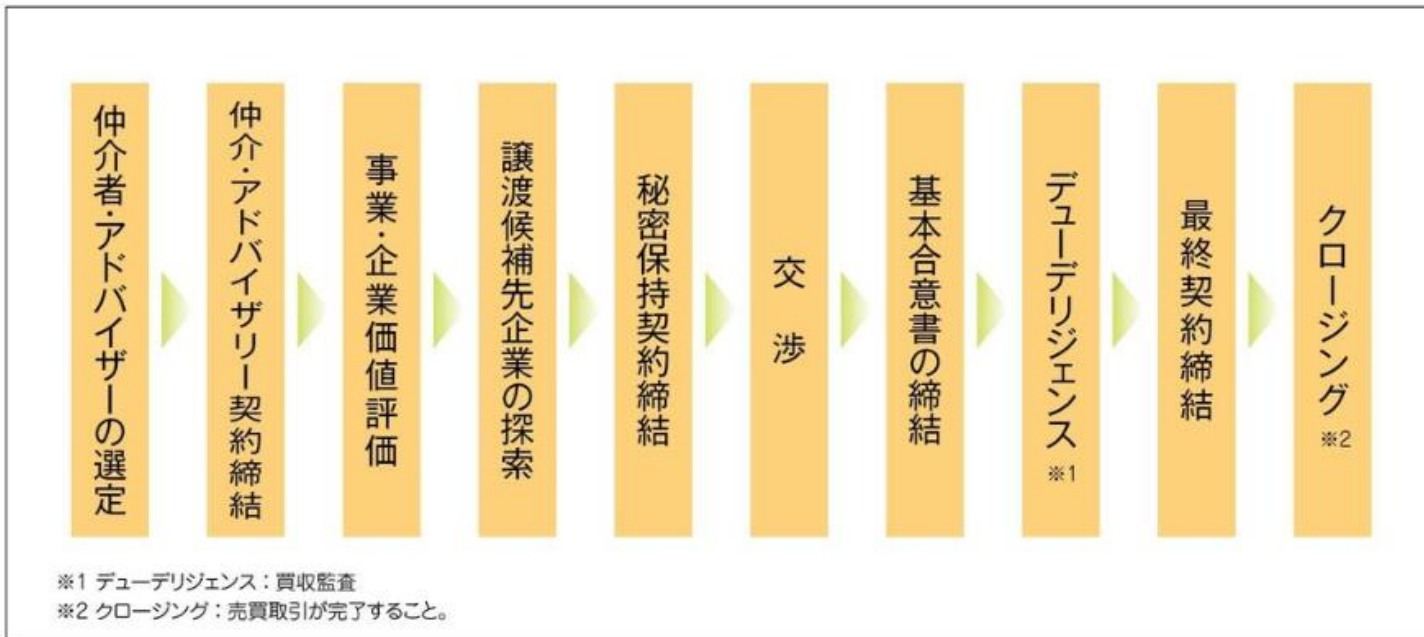 仲介者・アドバイザーの選定
仲介・アドバイザリー契約締結
事業・企業価値評価
譲渡候補先企業の探索
秘密保持契約締結
交渉
基本合意書の締結
デューデリジェンス※1
最終契約締結
クロージング※2
※1 デューデリジェンス：買収監査
※2 クロージング：売買取引が完了すること。